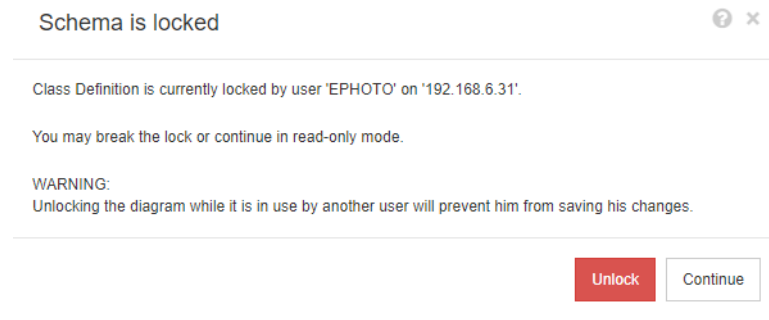 Schema is locked
Class Definition is currently locked by user 'EPHOTO' on '192.168.6.31'.
You may break the lock or continue in read-only mode.
WARNING:
Unlocking the diagram while it is in use by another user will prevent him from saving his changes.
Unlock Continue